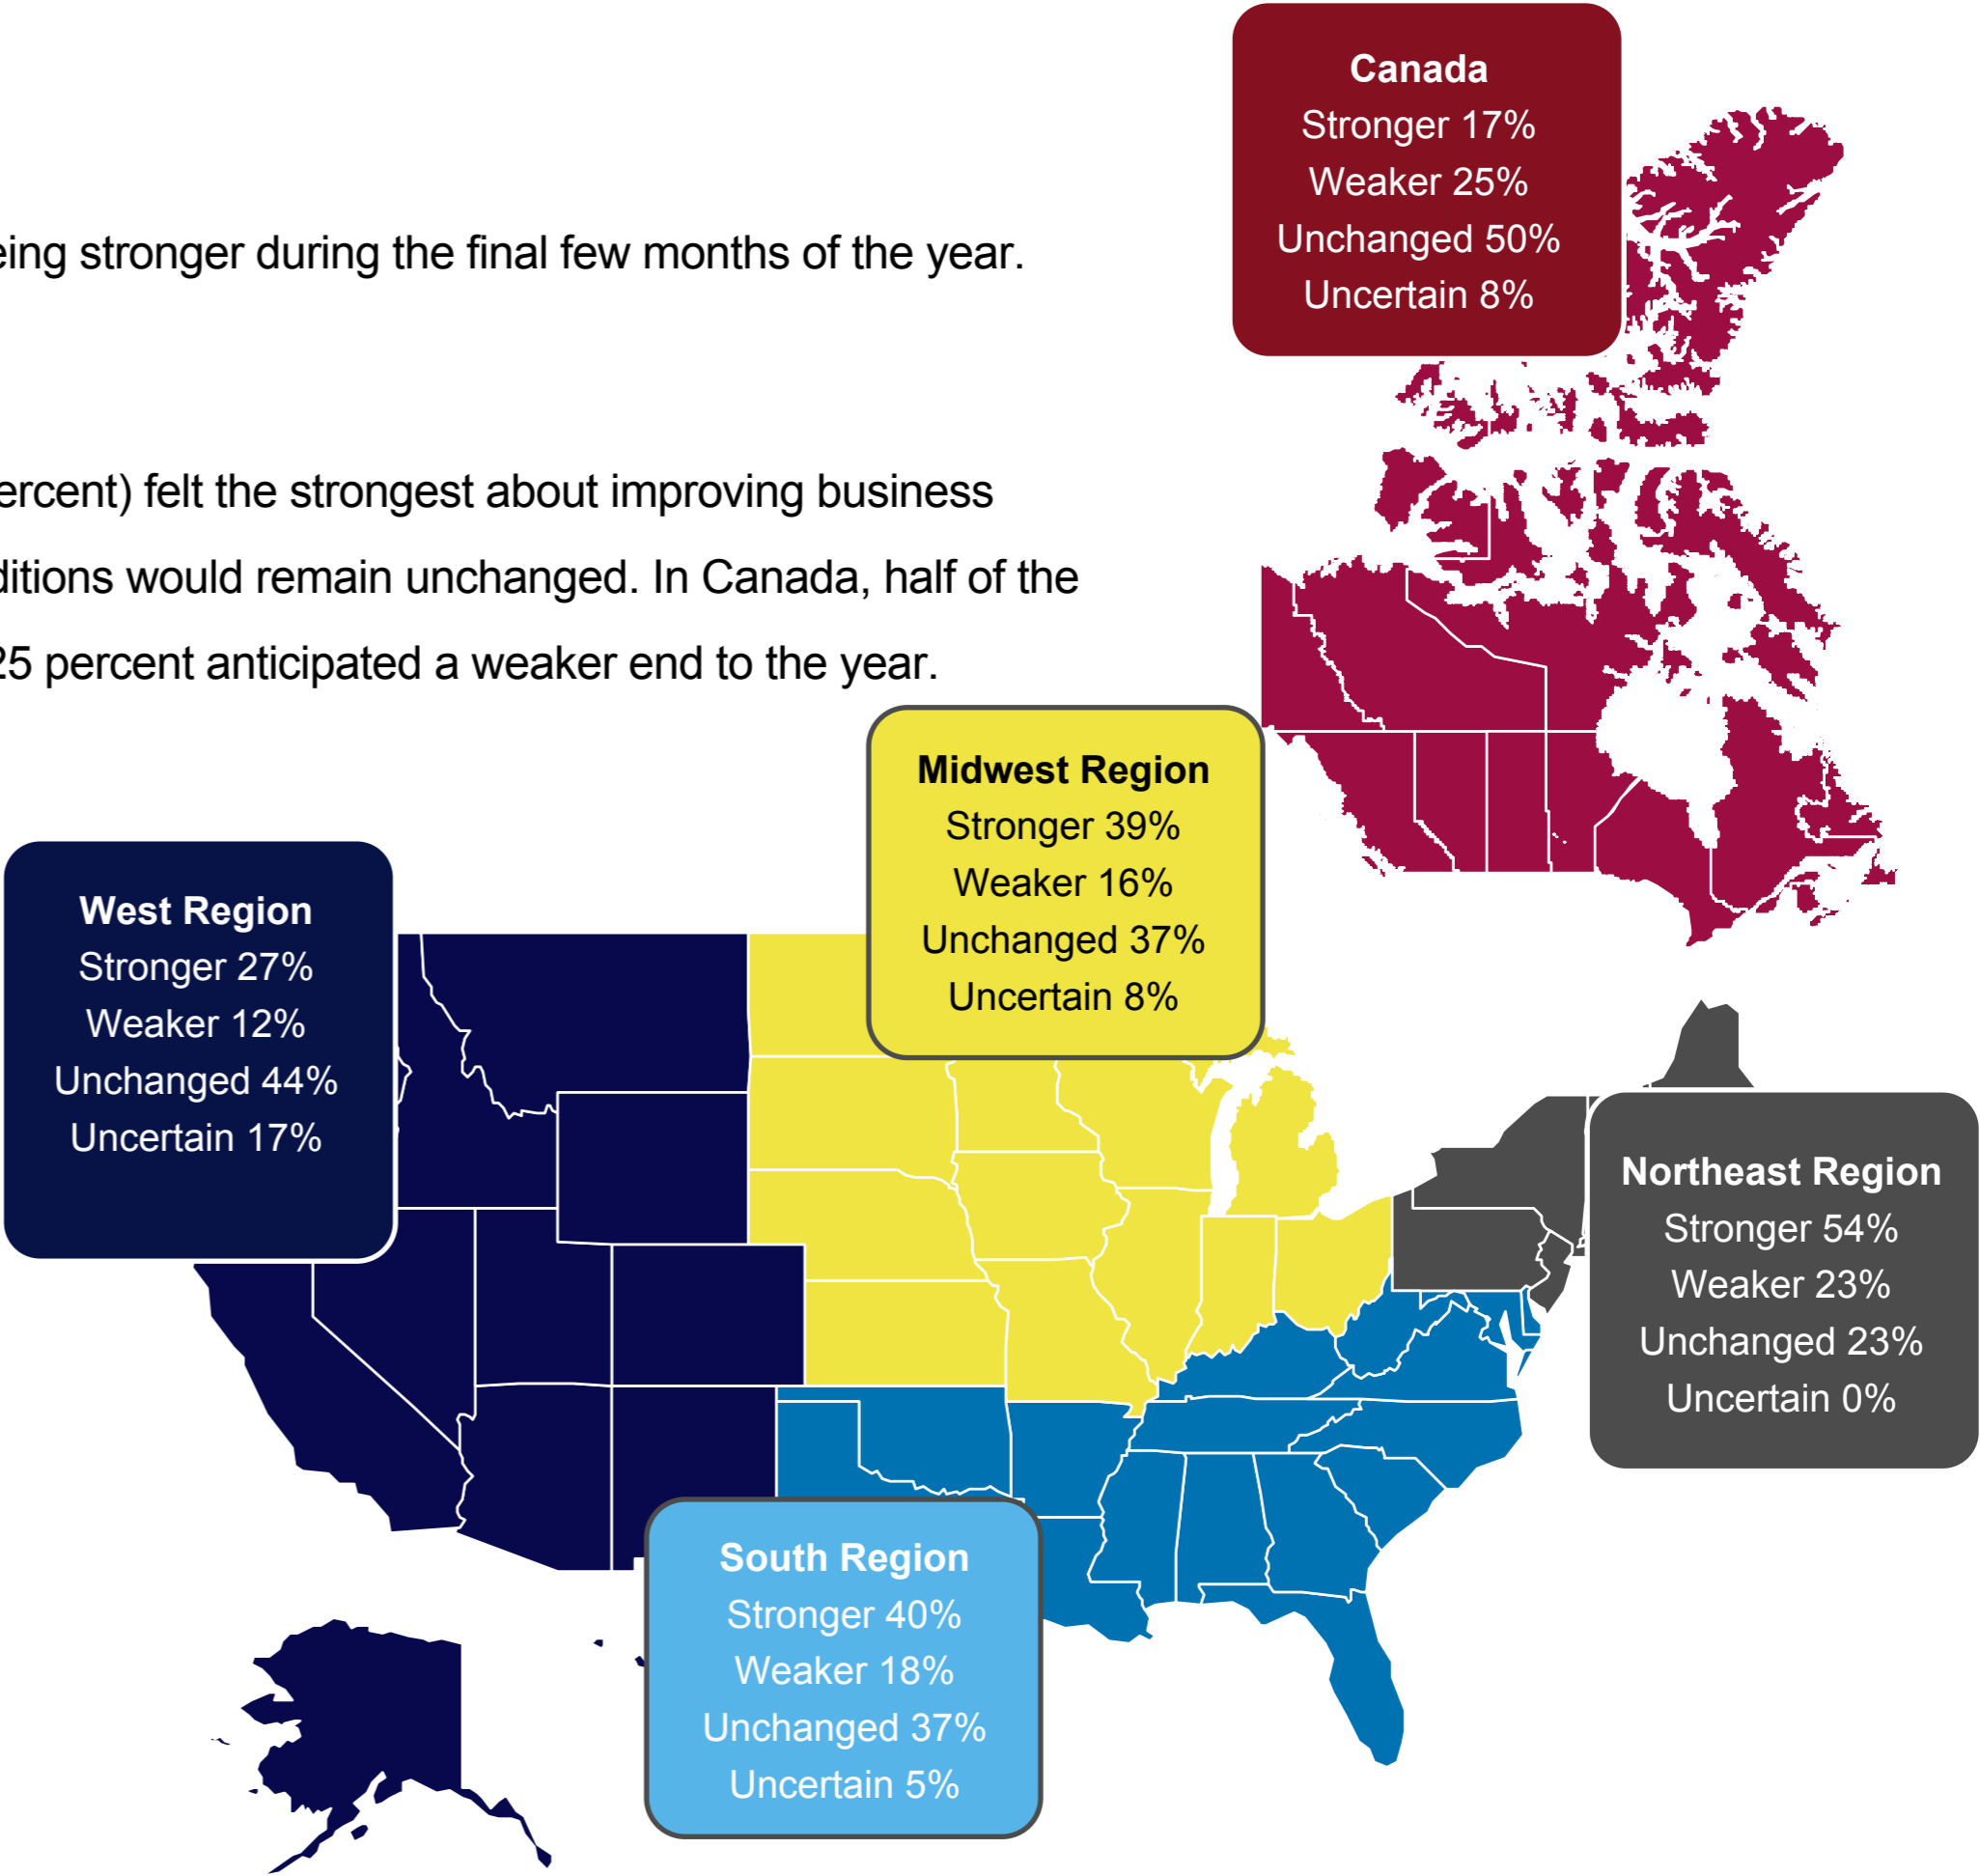 Canada
Stronger 17%
Weaker 25%
Unchanged 50%
Uncertain 8%
eing stronger during the final few months of the year.
ercent) felt the strongest about improving business
ditions would remain unchanged. In Canada, half of the
25 percent anticipated a weaker end to the year.
Midwest Region
Stronger 39%
Weaker 16%
Unchanged 37%
Uncertain 8%
West Region
Stronger 27%
Weaker 12%
Unchanged 44%
Uncertain 17%
Northeast Region
Stronger 54%
Weaker 23%
Unchanged 23%
Uncertain 0%
South Region
Stronger 40%
Weaker 18%
Unchanged 37%
Uncertain 5%